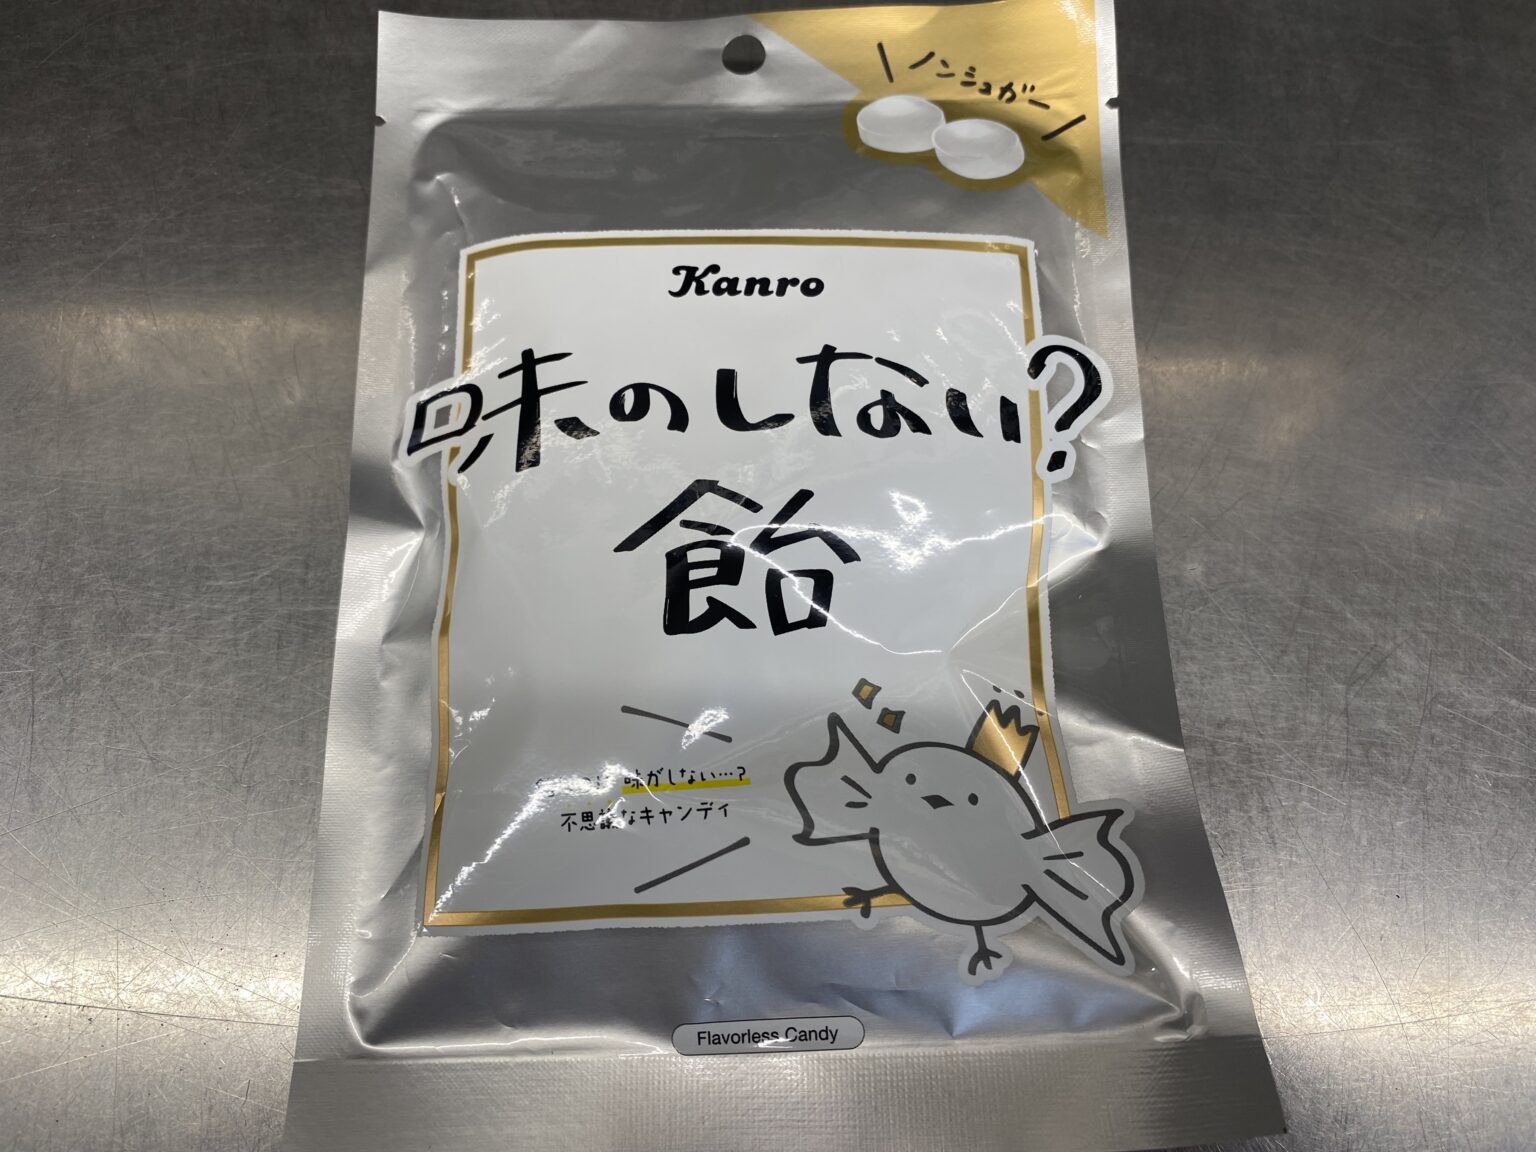 ノンシュガー
Kanro
味のしない?
飴
味がしない…?
不思議なキャンディ
Flavorless Candy